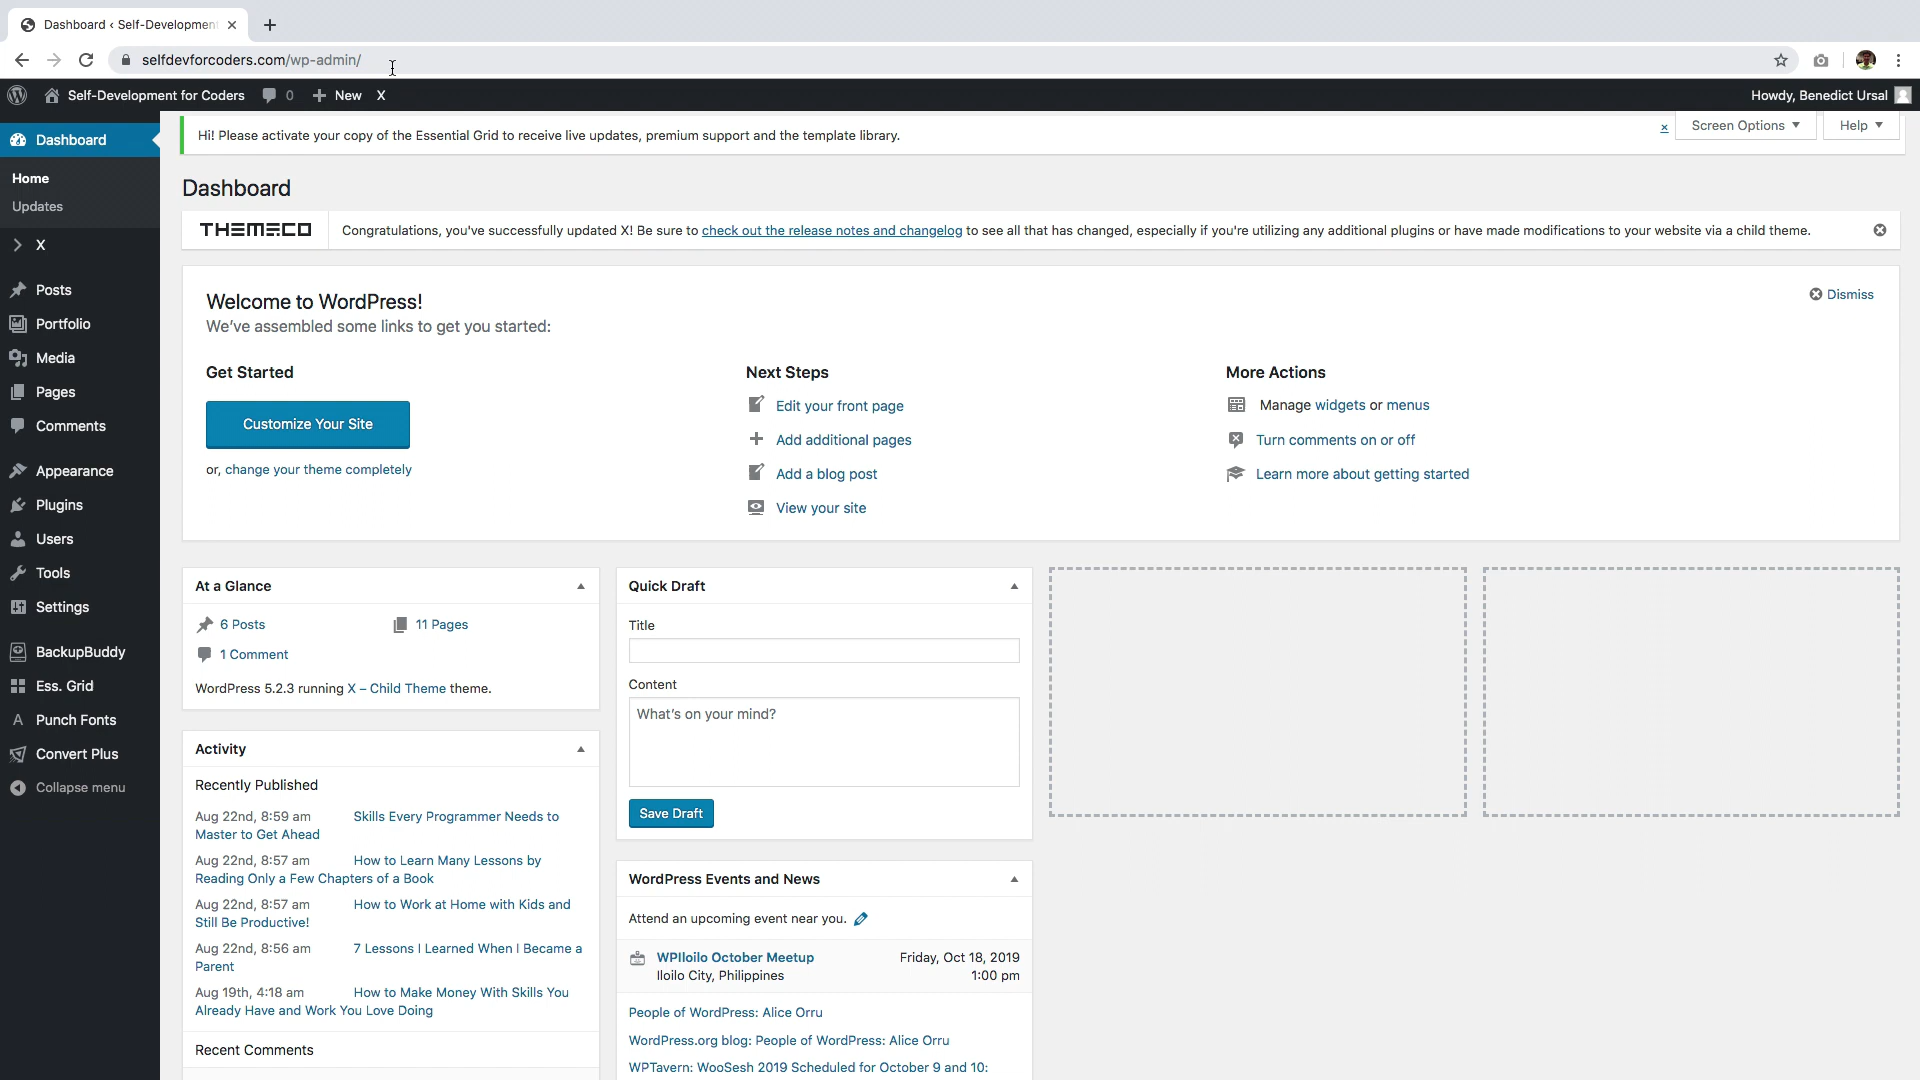 Dashboard ‹ Self-Development
selfdevforcoders.com/wp-admin/
Self-Development for Coders 0 New X Howdy, Benedict Ursal
Dashboard
Home
Updates
X
Posts
Portfolio
Media
Pages
Comments
Appearance
Plugins
Users
Tools
Settings
BackupBuddy
Ess. Grid
Punch Fonts
Convert Plus
Collapse menu
Hi! Please activate your copy of the Essential Grid to receive live updates, premium support and the template library.
x
Screen Options
Help
Dashboard
THEMECO
Congratulations, you've successfully updated X! Be sure to check out the release notes and changelog to see all that has changed, especially if you're utilizing any additional plugins or have made modifications to your website via a child theme.
Welcome to WordPress!
Dismiss
We've assembled some links to get you started:
Get Started
Customize Your Site
or, change your theme completely
Next Steps
Edit your front page
Add additional pages
Add a blog post
View your site
More Actions
Manage widgets or menus
Turn comments on or off
Learn more about getting started
At a Glance
6 Posts
11 Pages
1 Comment
WordPress 5.2.3 running X – Child Theme theme.
Activity
Recently Published
Aug 22nd, 8:59 am Skills Every Programmer Needs to
Master to Get Ahead
Aug 22nd, 8:57 am How to Learn Many Lessons by
Reading Only a Few Chapters of a Book
Aug 22nd, 8:57 am How to Work at Home with Kids and
Still Be Productive!
Aug 22nd, 8:56 am 7 Lessons I Learned When I Became a
Parent
Aug 19th, 4:18 am How to Make Money With Skills You
Already Have and Work You Love Doing
Recent Comments
Quick Draft
Title
Content
What's on your mind?
Save Draft
WordPress Events and News
Attend an upcoming event near you.
WPIloilo October Meetup Friday, Oct 18, 2019
Iloilo City, Philippines 1:00 pm
People of WordPress: Alice Orru
WordPress.org blog: People of WordPress: Alice Orru
WPTavern: WooSesh 2019 Scheduled for October 9 and 10: